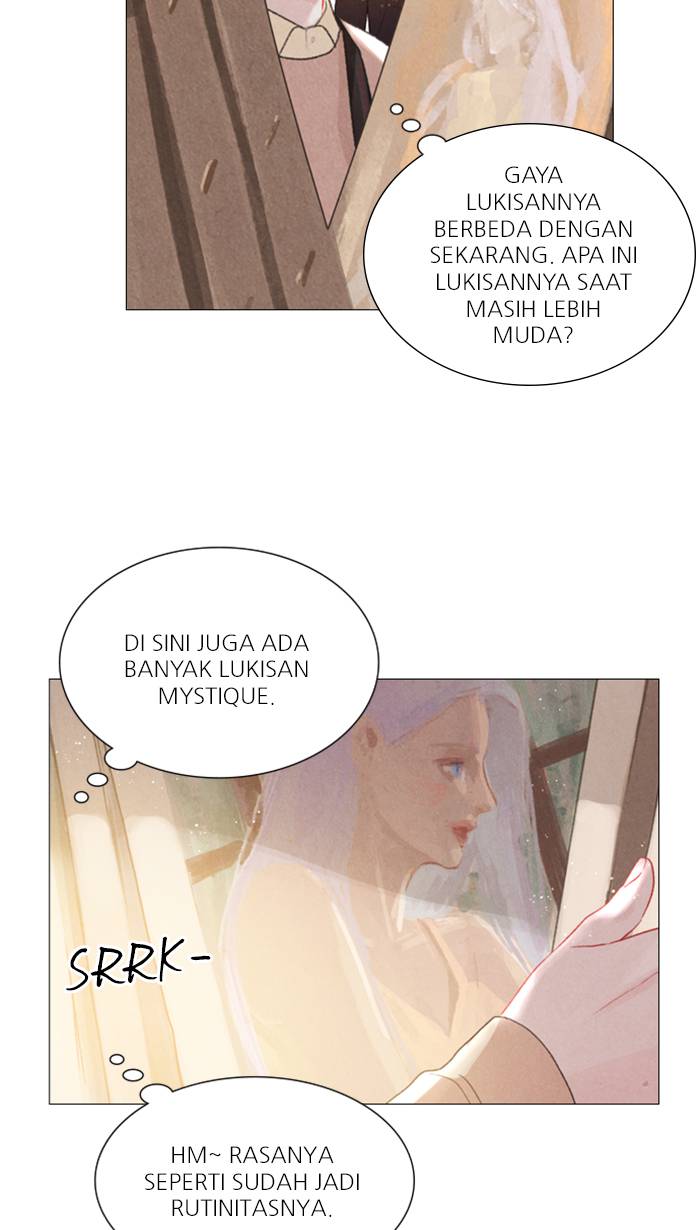 GAYA
LUKISANNYA
BERBEDA DENGAN
SEKARANG. APA INI
LUKISANNYA SAAT
MASIH LEBIH
MUDA?
DI SINI JUGA ADA
BANYAK LUKISAN
MYSTIQUE.
SRRK-
HM~ RASANYA
SEPERTI SUDAH JADI
RUTINITASNYA.